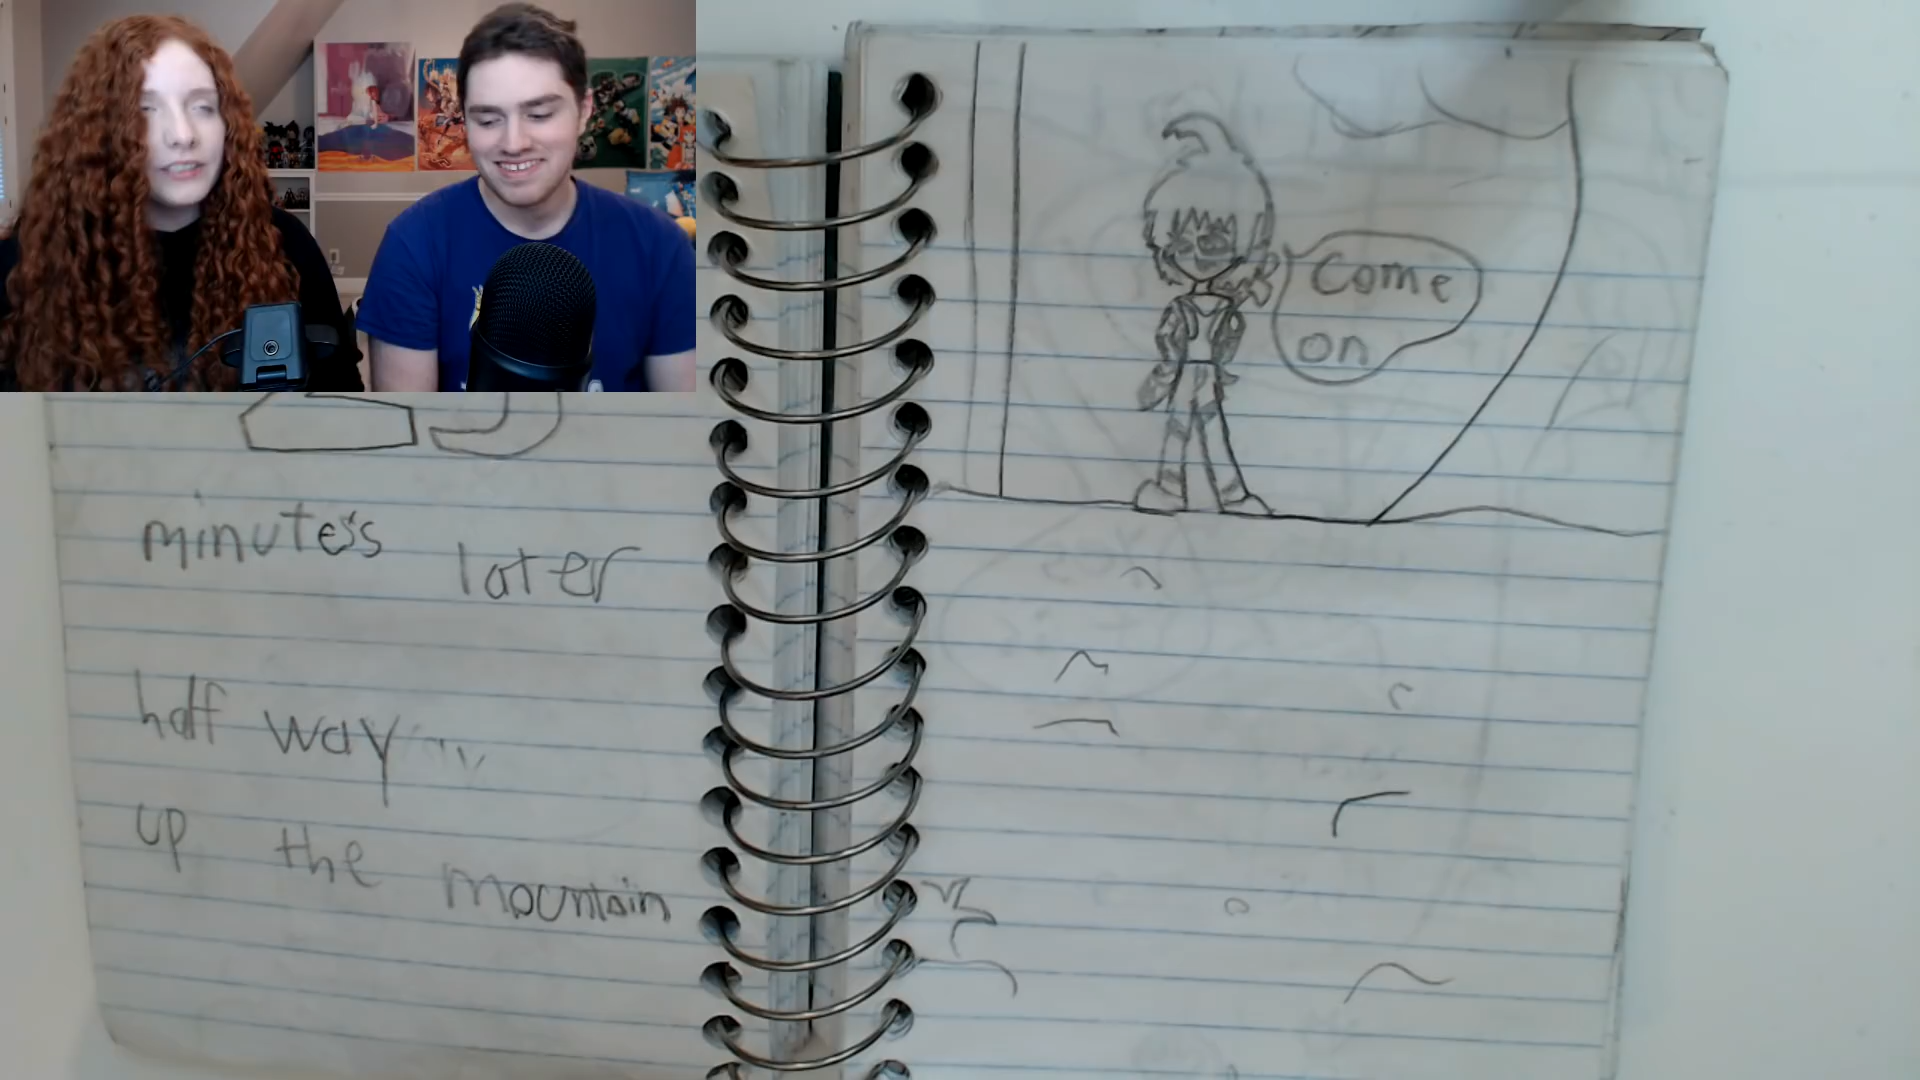 minutes later
half way
up the mountain
Come
on